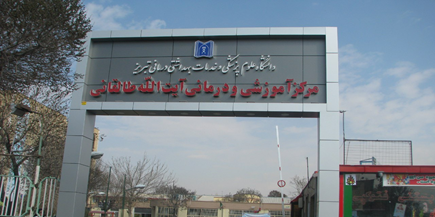 دانشگاه علوم پزشکی و خدمات بهداشتی درمانی تبریز
مرکز آموزشی و درمانی آیت الله طالقانی